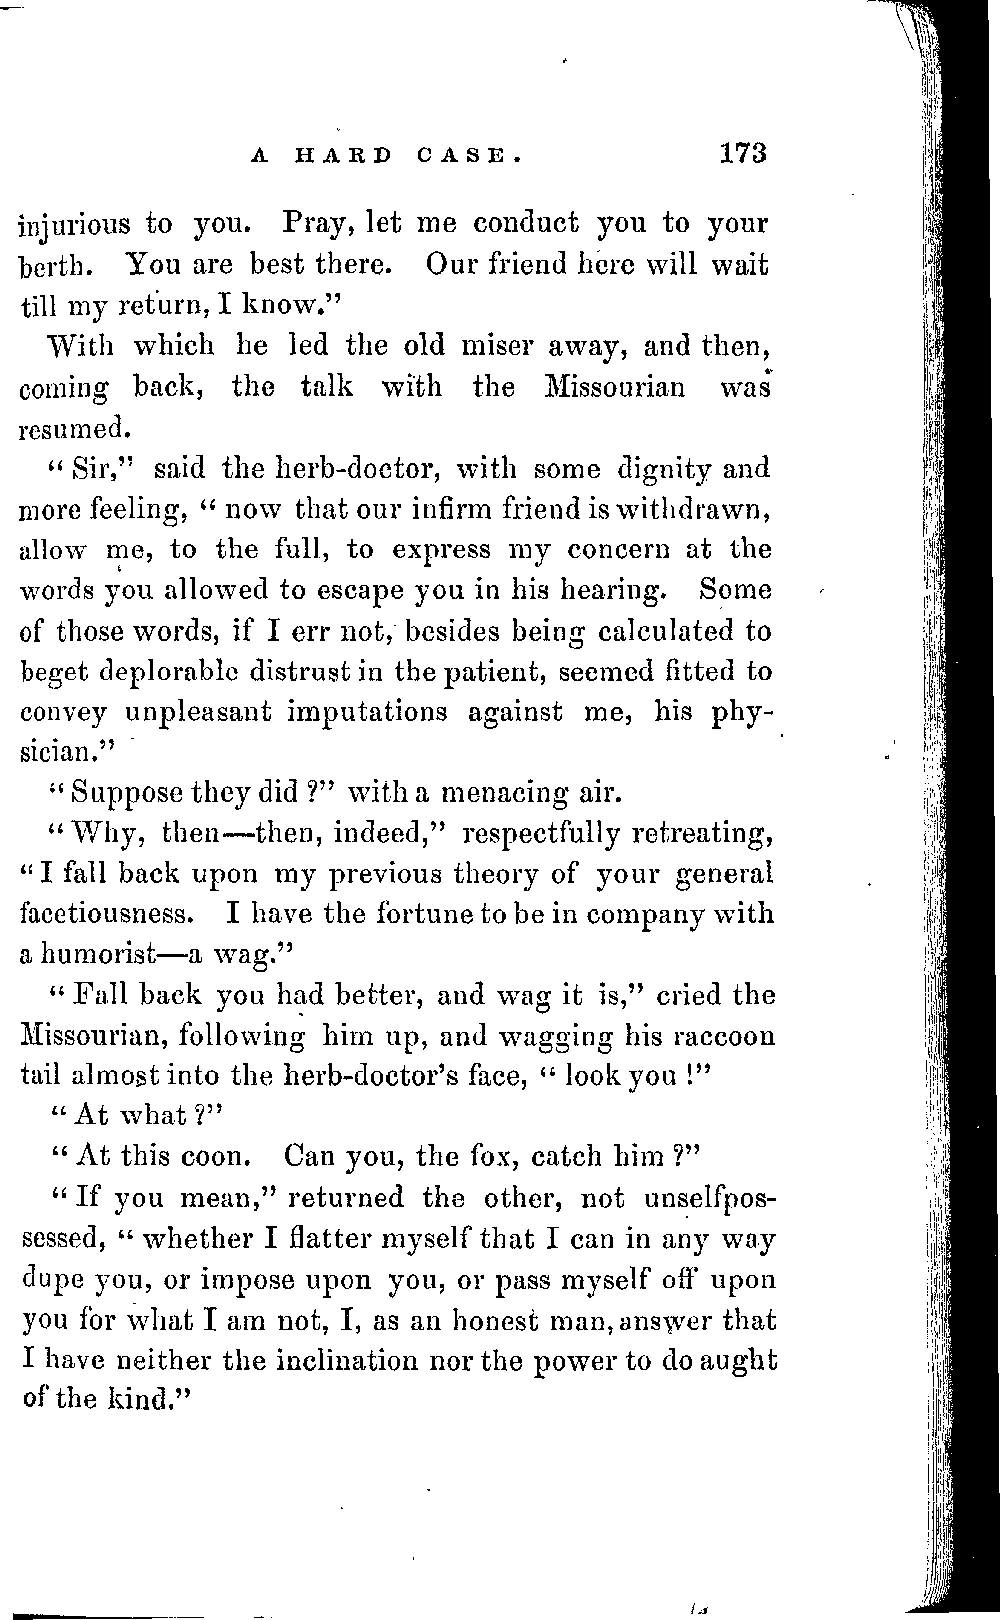 A HARD CASE. 173
injurious to you. Pray, let me conduct you to your
berth. You are best there. Our friend here will wait
till my return, I know.”
With which he led the old miser away, and then,
coming back, the talk with the Missourian was
resumed.
“ Sir,” said the herb-doctor, with some dignity and
more feeling, “ now that our infirm friend is withdrawn,
allow me, to the full, to express my concern at the
words you allowed to escape you in his hearing. Some
of those words, if I err not, besides being calculated to
beget deplorable distrust in the patient, seemed fitted to
convey unpleasant imputations against me, his phy-
sician.”
“ Suppose they did ?” with a menacing air.
“ Why, then—then, indeed,” respectfully retreating,
“ I fall back upon my previous theory of your general
facetiousness. I have the fortune to be in company with
a humorist—a wag.”
“ Fall back you had better, and wag it is,” cried the
Missourian, following him up, and wagging his raccoon
tail almost into the herb-doctor’s face, “ look you !”
“ At what ?”
“ At this coon. Can you, the fox, catch him ?”
“ If you mean,” returned the other, not unselfpos-
sessed, “ whether I flatter myself that I can in any way
dupe you, or impose upon you, or pass myself off upon
you for what I am not, I, as an honest man, answer that
I have neither the inclination nor the power to do aught
of the kind.”